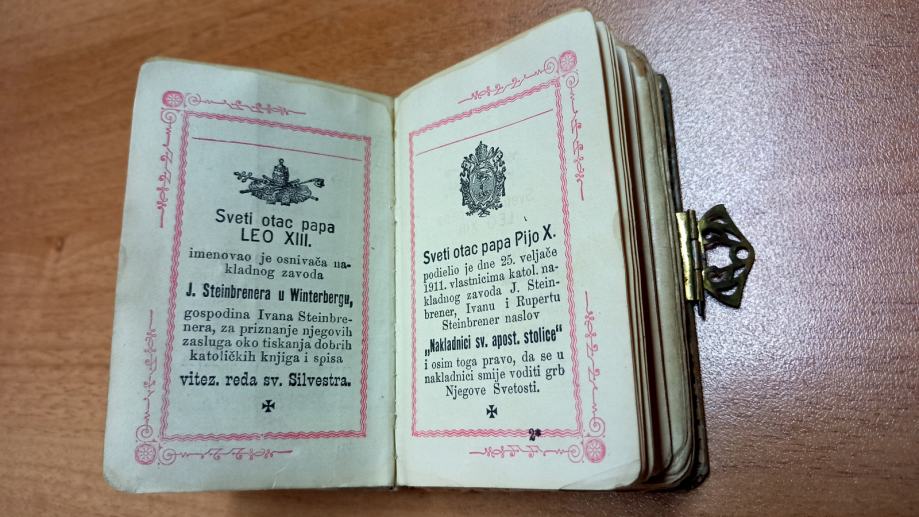 Sveti otac papa
LEO XIII.
imenovao je osnivača na-
kladnog zavoda
J. Steinbrenera u Winterbergu,
gospodina Ivana Steinbre-
nera, za priznanje njegovih
zasluga oko tiskanja dobrih
katoličkih knjiga i spisa
vitez. reda sv. Silvestra.
Sveti otac papa Pijo X.
podielio je dne 25. veljače
1911. vlastnicima katol. na-
kladnog zavoda J. Stein-
brener, Ivanu i Rupertu
Steinbrener naslov
„Nakladnici sv. apost. stolice"
i osim toga pravo, da se u
nakladnici smije voditi grb
Njegove Svetosti.
2*